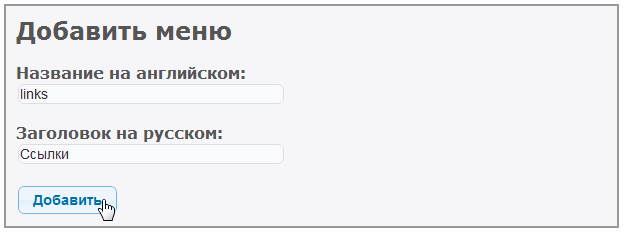 Добавить меню
Название на английском:
links
Заголовок на русском:
Ссылки
Добавить